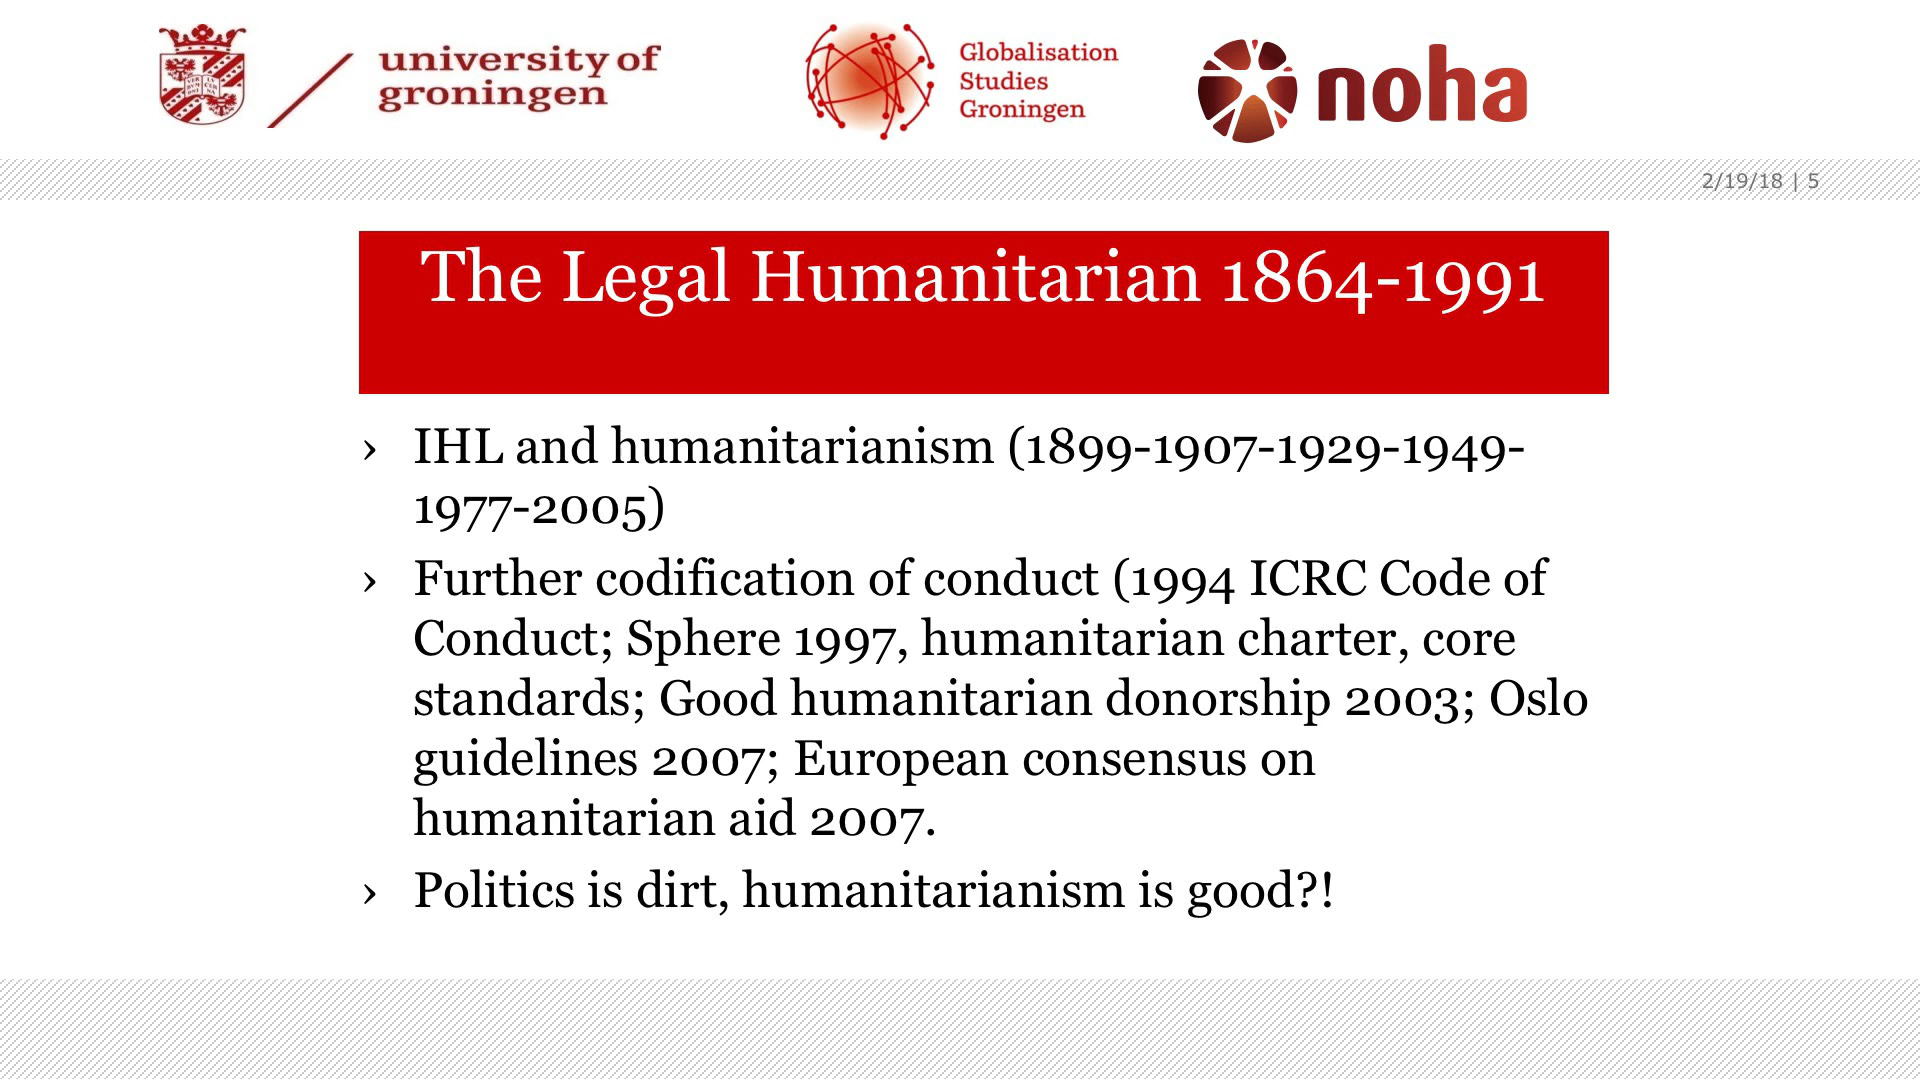 university of
groningen
Globalisation
Studies
Groningen
noha
2/19/18 | 5
The Legal Humanitarian 1864-1991
› IHL and humanitarianism (1899-1907-1929-1949-
1977-2005)
› Further codification of conduct (1994 ICRC Code of
Conduct; Sphere 1997, humanitarian charter, core
standards; Good humanitarian donorship 2003; Oslo
guidelines 2007; European consensus on
humanitarian aid 2007.
› Politics is dirt, humanitarianism is good?!